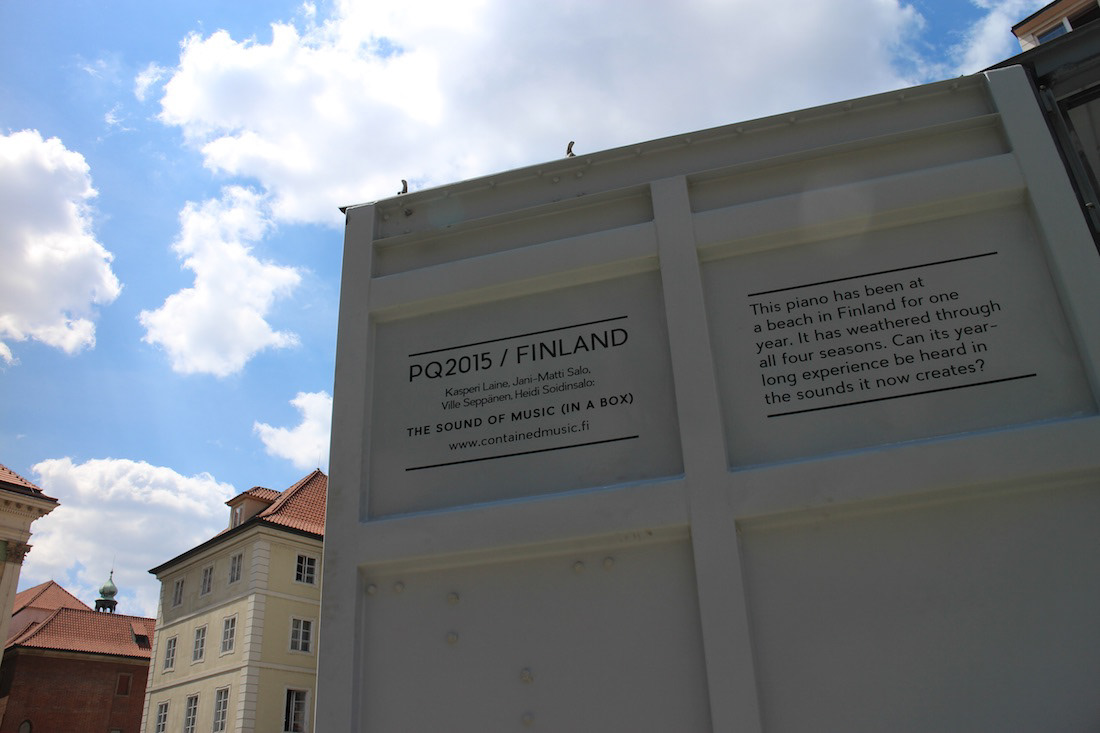 PQ2015 / FINLAND
Kasperi Laine, Jani-Matti Salo,
Ville Seppänen, Heidi Soidinsalo:
THE SOUND OF MUSIC (IN A BOX)
www.containedmusic.fi
This piano has been at
a beach in Finland for one
year. It has weathered through
all four seasons. Can its year-
long experience be heard in
the sounds it now creates?